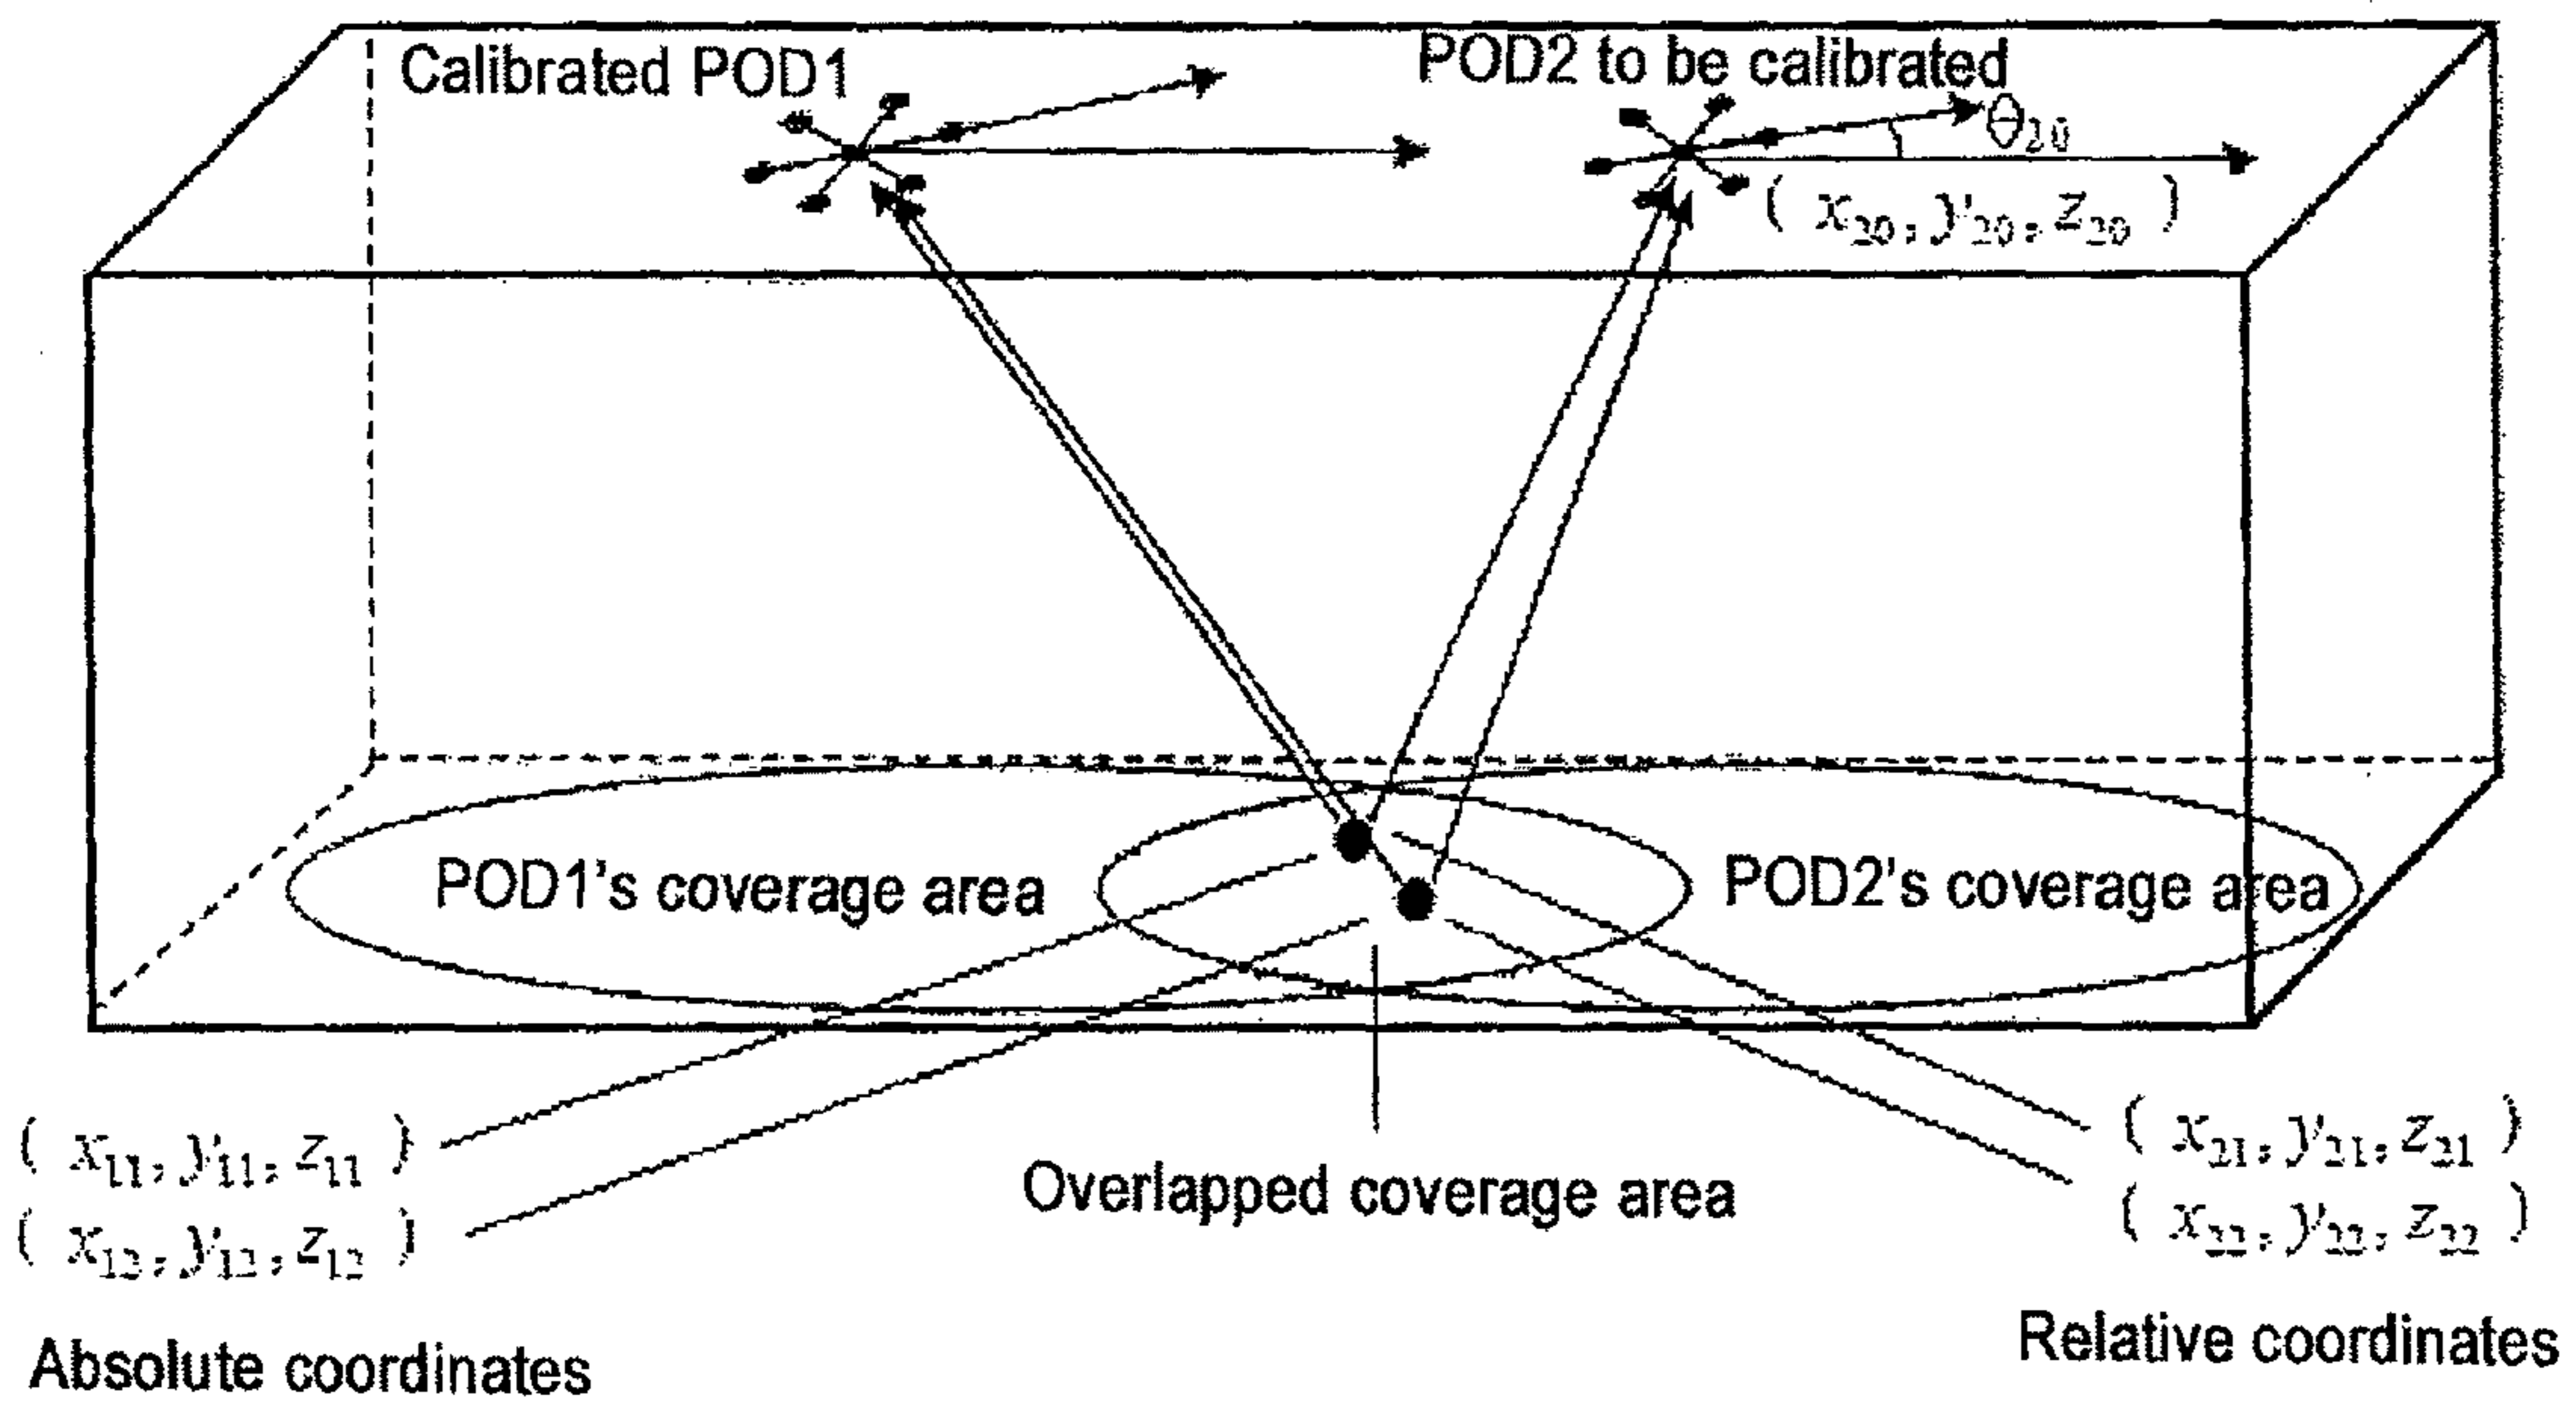 Calibrated POD1
POD2 to be calibrated
θ20
( x20, y20, z20 )
POD1's coverage area
POD2's coverage area
( x11, y11, z11 )
( x12, y12, z12 )
Overlapped coverage area
( x21, y21, z21 )
( x22, y22, z22 )
Absolute coordinates
Relative coordinates